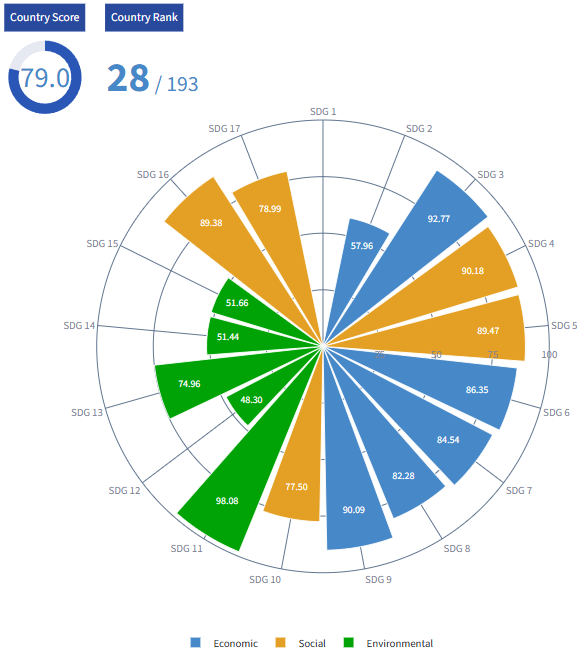 Country Score
Country Rank
79.0
28 / 193
SDG 1
SDG 2
SDG 3
SDG 4
SDG 5
SDG 6
SDG 7
SDG 8
SDG 9
SDG 10
SDG 11
SDG 12
SDG 13
SDG 14
SDG 15
SDG 16
SDG 17
57.96
92.77
90.18
89.47
86.35
84.54
82.28
90.09
77.50
98.08
48.30
74.96
51.44
51.66
89.38
78.99
25
50
75
100
Economic
Social
Environmental